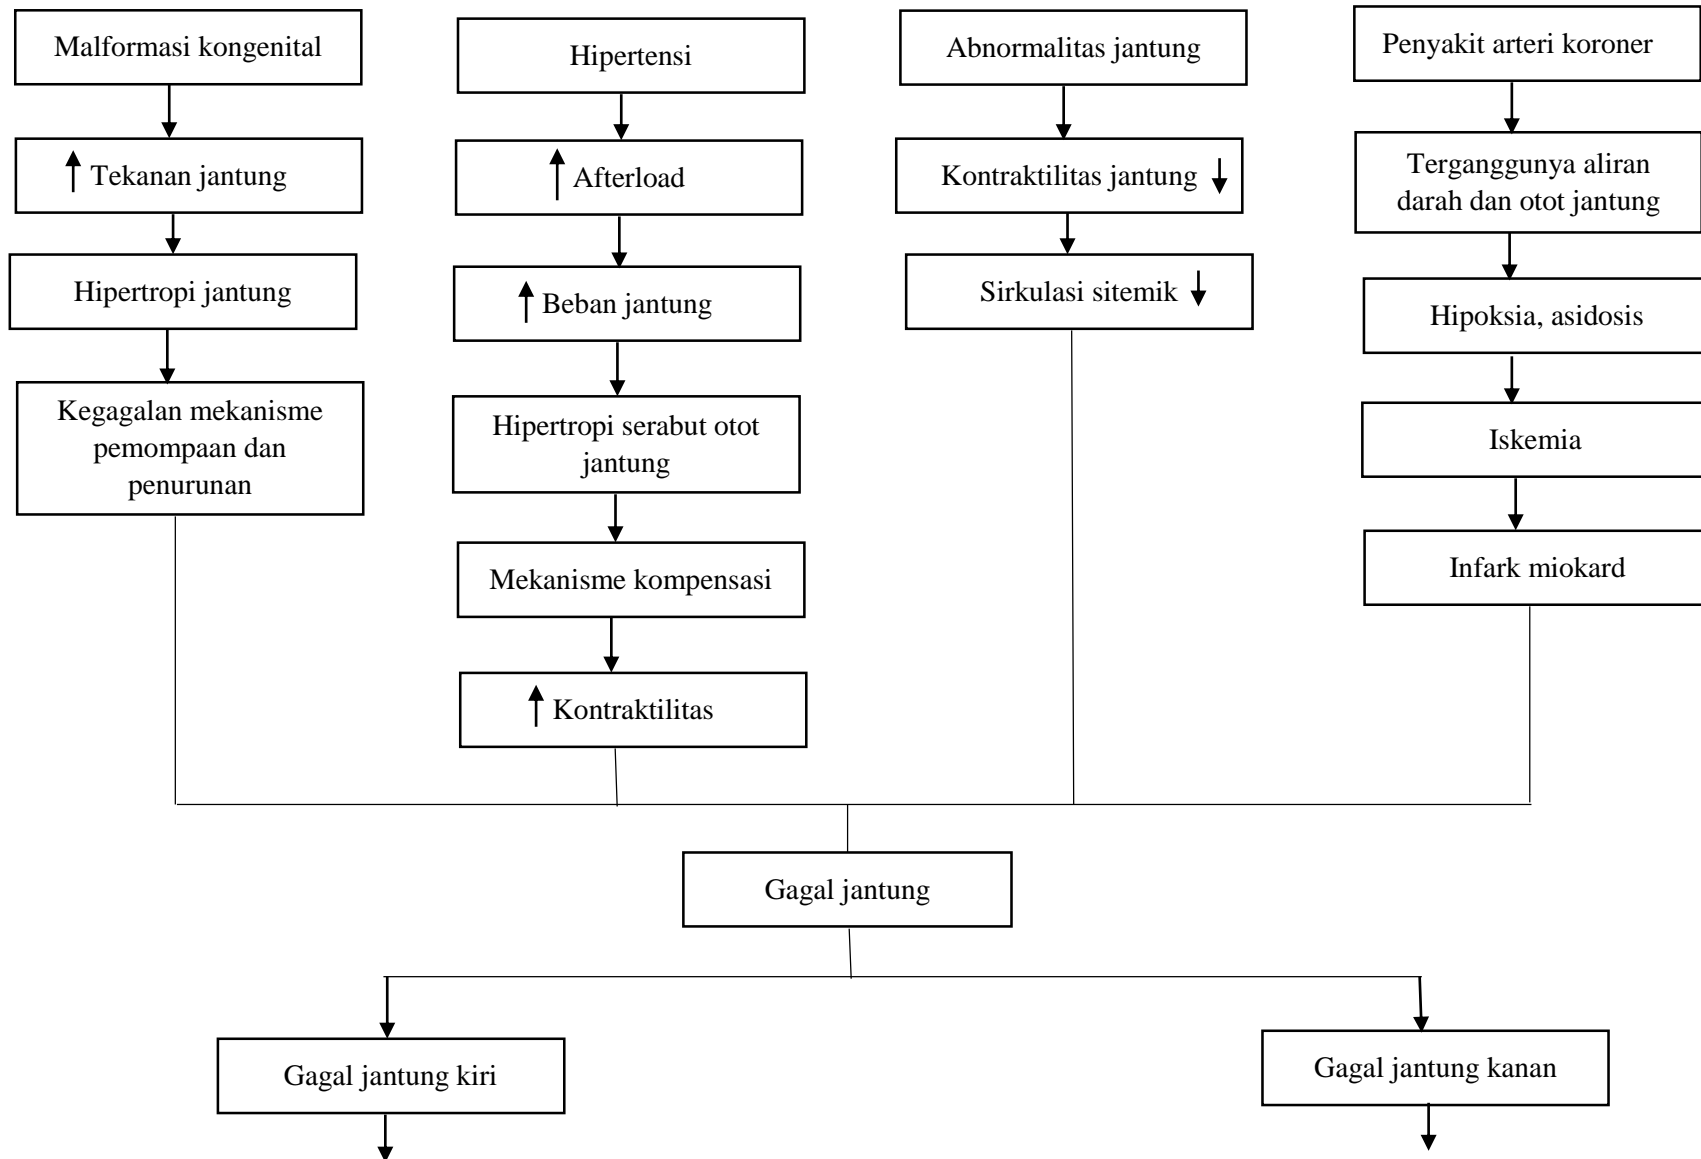 Malformasi kongenital
Tekanan jantung
Hipertropi jantung
Kegagalan mekanisme
pemompaan dan
penurunan
Hipertensi
Afterload
Beban jantung
Hipertropi serabut otot
jantung
Mekanisme kompensasi
Kontraktilitas
Abnormalitas jantung
Kontraktilitas jantung
Sirkulasi sitemik
Penyakit arteri koroner
Terganggunya aliran
darah dan otot jantung
Hipoksia, asidosis
Iskemia
Infark miokard
Gagal jantung
Gagal jantung kiri
Gagal jantung kanan